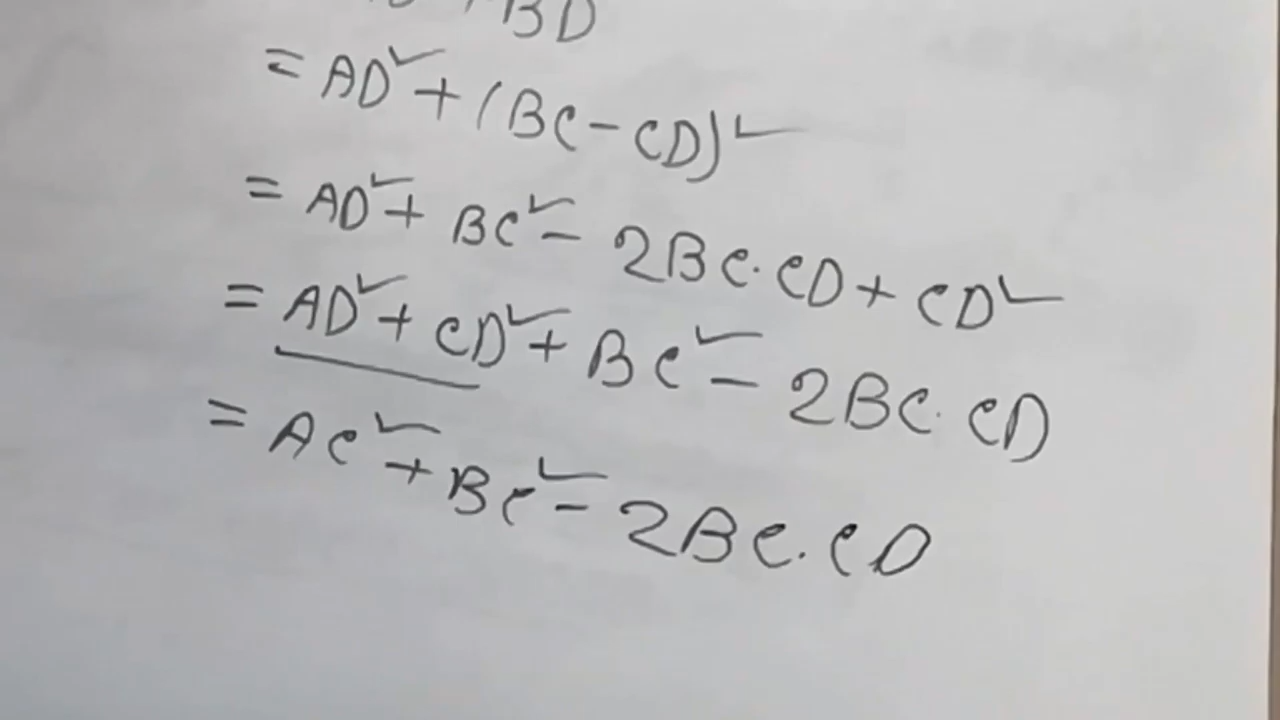 BD
= AD² + (BC - CD)²
= AD² + BC² - 2BC·CD + CD²
= AD² + CD² + BC² - 2BC·CD
= AC² + BC² - 2BC·CD